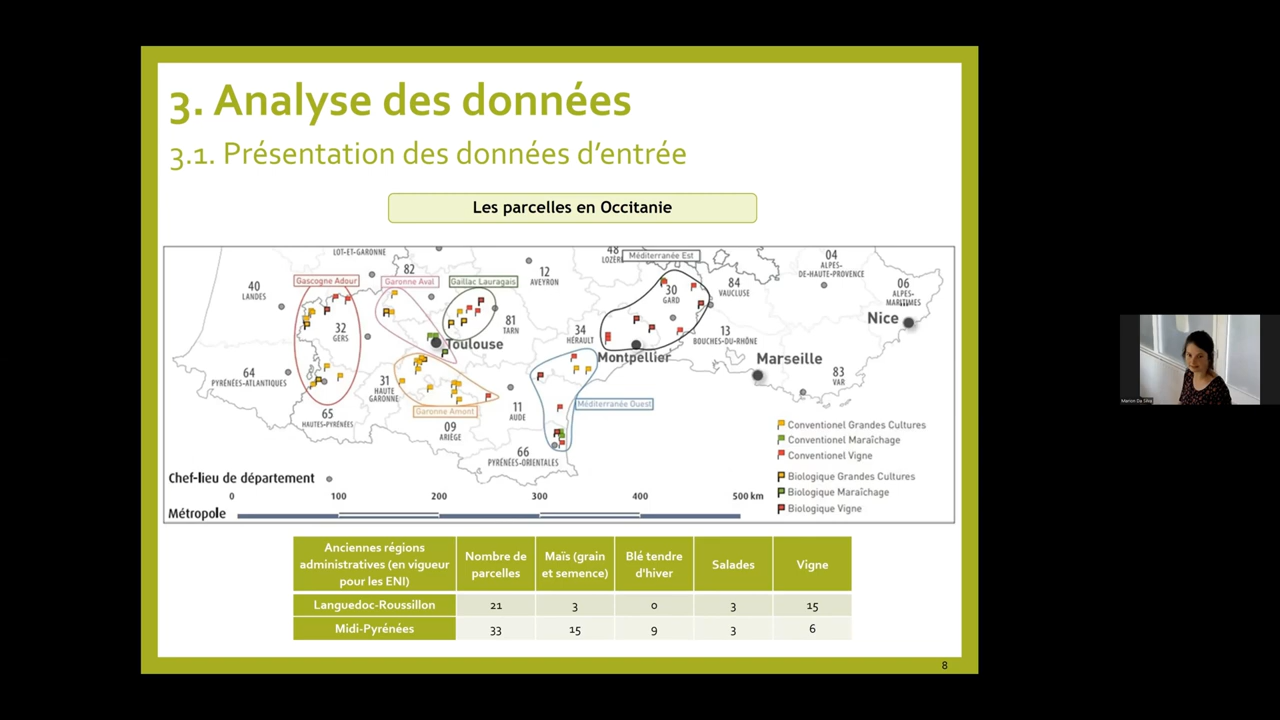 3. Analyse des données
3.1. Présentation des données d'entrée
Les parcelles en Occitanie
LOT-ET-GARONNE
82
12
AVEYRON
48
LOZÈRE
Méditerranée Est
04
ALPES-
DE-HAUTE-PROVENCE
06
ALPES-
MARITIMES
40
LANDES
Gascogne Adour
Garonne Aval
Gaillac Lauragais
30
GARD
84
VAUCLUSE
32
GERS
81
TARN
34
HÉRAULT
13
BOUCHES-DU-RHÔNE
Nice
Toulouse
Montpellier
Marseille
64
PYRÉNÉES-ATLANTIQUES
31
HAUTE
GARONNE
83
VAR
65
HAUTES-PYRÉNÉES
Garonne Amont
11
AUDE
Méditerranée Ouest
09
ARIÈGE
66
PYRÉNÉES-ORIENTALES
Conventionel Grandes Cultures
Conventionel Maraîchage
Conventionel Vigne
Biologique Grandes Cultures
Biologique Maraîchage
Biologique Vigne
Chef-lieu de département
0 100 200 300 400 500 km
Métropole
Anciennes régions
administratives (en vigueur
pour les ENI)
Nombre de
parcelles
Maïs (grain
et semence)
Blé tendre
d'hiver
Salades
Vigne
Languedoc-Roussillon 21 3 0 3 15
Midi-Pyrénées 33 15 9 3 6
8
Marion Da Silva